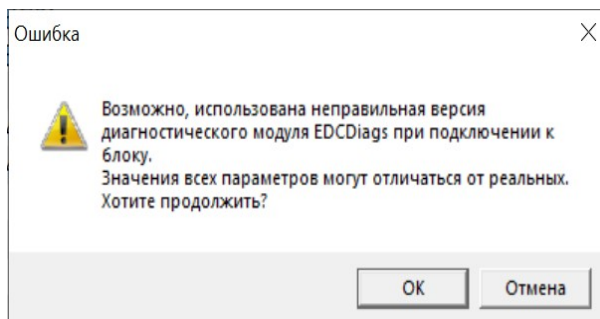 Ошибка
Возможно, использована неправильная версия
диагностического модуля EDCDiags при подключении к
блоку.
Значения всех параметров могут отличаться от реальных.
Хотите продолжить?
ОК
Отмена